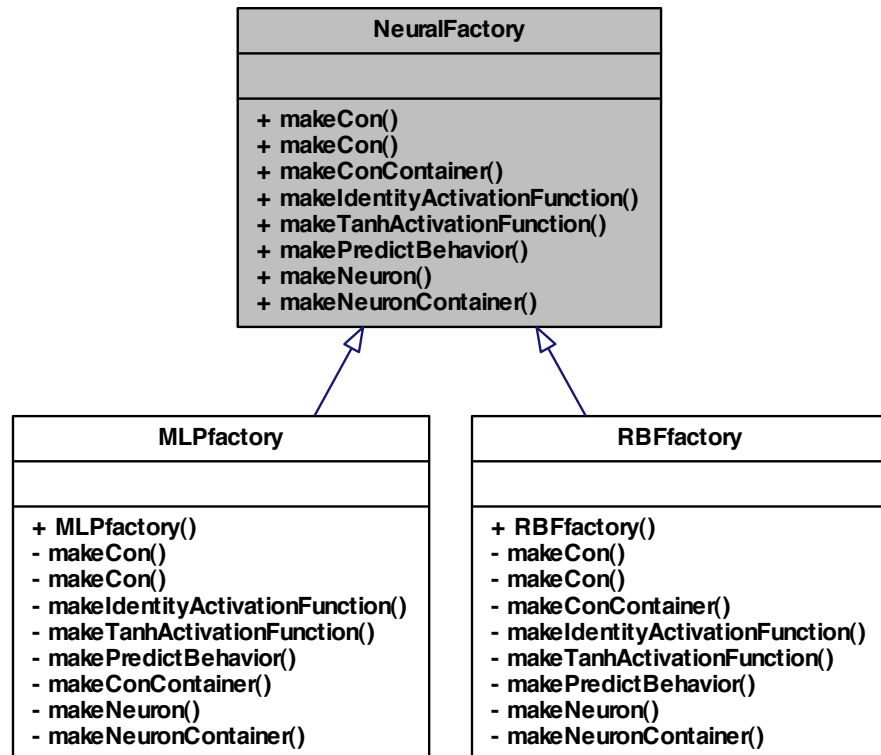 NeuralFactory
+ makeCon()
+ makeCon()
+ makeConContainer()
+ makeIdentityActivationFunction()
+ makeTanhActivationFunction()
+ makePredictBehavior()
+ makeNeuron()
+ makeNeuronContainer()
MLPfactory
+ MLPfactory()
- makeCon()
- makeCon()
- makeIdentityActivationFunction()
- makeTanhActivationFunction()
- makePredictBehavior()
- makeConContainer()
- makeNeuron()
- makeNeuronContainer()
RBFfactory
+ RBFfactory()
- makeCon()
- makeCon()
- makeConContainer()
- makeIdentityActivationFunction()
- makeTanhActivationFunction()
- makePredictBehavior()
- makeNeuron()
- makeNeuronContainer()